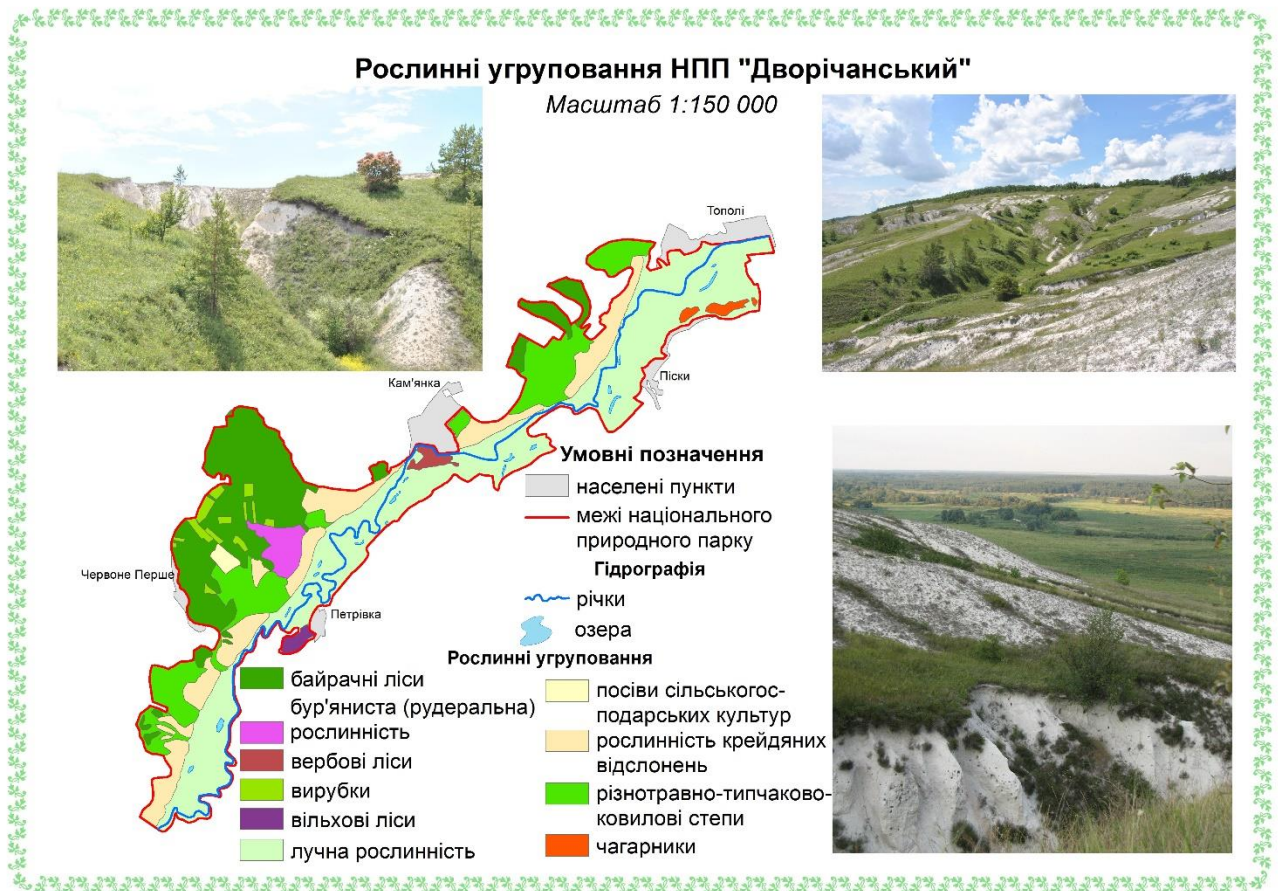 Рослинні угруповання НПП "Дворічанський"
Масштаб 1:150 000
Тополі
Піски
Кам'янка
Червоне Перше
Петрівка
Умовні позначення
населені пункти
межі національного
природного парку
Гідрографія
річки
озера
Рослинні угруповання
байрачні ліси
бур'яниста (рудеральна)
рослинність
вербові ліси
вирубки
вільхові ліси
лучна рослинність
посіви сільськогос-
подарських культур
рослинність крейдяних
відслонень
різнотравно-типчаково-
ковилові степи
чагарники